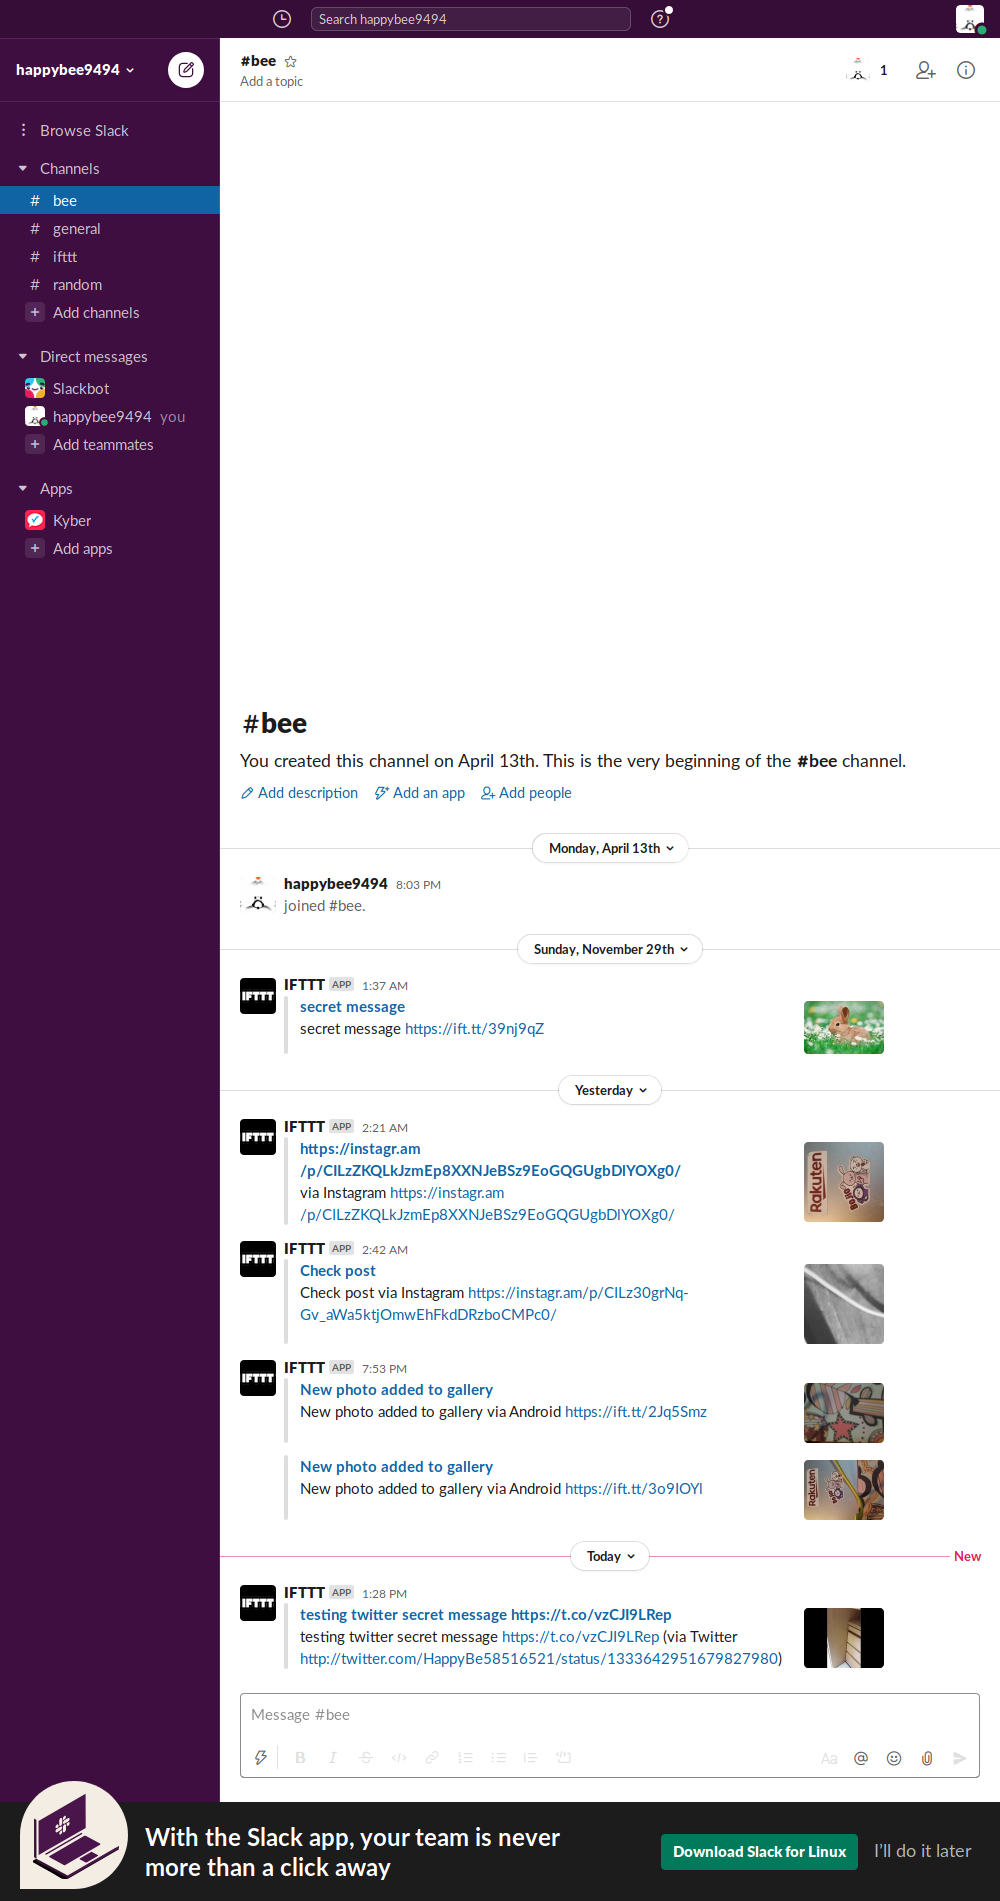 Search happybee9494
happybee9494
#bee
Add a topic
1
Browse Slack
Channels
# bee
# general
# ifttt
# random
+ Add channels
Direct messages
Slackbot
happybee9494 you
+ Add teammates
Apps
Kyber
+ Add apps
#bee
You created this channel on April 13th. This is the very beginning of the #bee channel.
Add description Add an app Add people
Monday, April 13th
happybee9494 8:03 PM
joined #bee.
Sunday, November 29th
IFTTT
IFTTT APP 1:37 AM
secret message
secret message https://ift.tt/39nj9qZ
Yesterday
IFTTT
IFTTT APP 2:21 AM
https://instagr.am
/p/CILzZKQLkJzmEp8XXNJeBSz9EoGQGUgbDlYOXg0/
via Instagram https://instagr.am
/p/CILzZKQLkJzmEp8XXNJeBSz9EoGQGUgbDlYOXg0/
Rakuten
IFTTT
IFTTT APP 2:42 AM
Check post
Check post via Instagram https://instagr.am/p/CILz30grNq-
Gv_aWa5ktjOmwEhFkdDRzboCMPc0/
IFTTT
IFTTT APP 7:53 PM
New photo added to gallery
New photo added to gallery via Android https://ift.tt/2Jq5Smz
New photo added to gallery
New photo added to gallery via Android https://ift.tt/3o9IOYl
Rakuten
Today
New
IFTTT
IFTTT APP 1:28 PM
testing twitter secret message https://t.co/vzCJI9LRep
testing twitter secret message https://t.co/vzCJI9LRep (via Twitter
http://twitter.com/HappyBe58516521/status/1333642951679827980)
Message #bee
B I S Aa @
With the Slack app, your team is never
more than a click away
Download Slack for Linux
I'll do it later